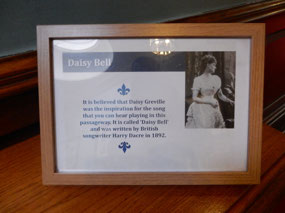 Daisy Bell
It is believed that Daisy Greville
was the inspiration for the song
that you can hear playing in this
passageway. It is called 'Daisy Bell'
and was written by British
songwriter Harry Dacre in 1892.